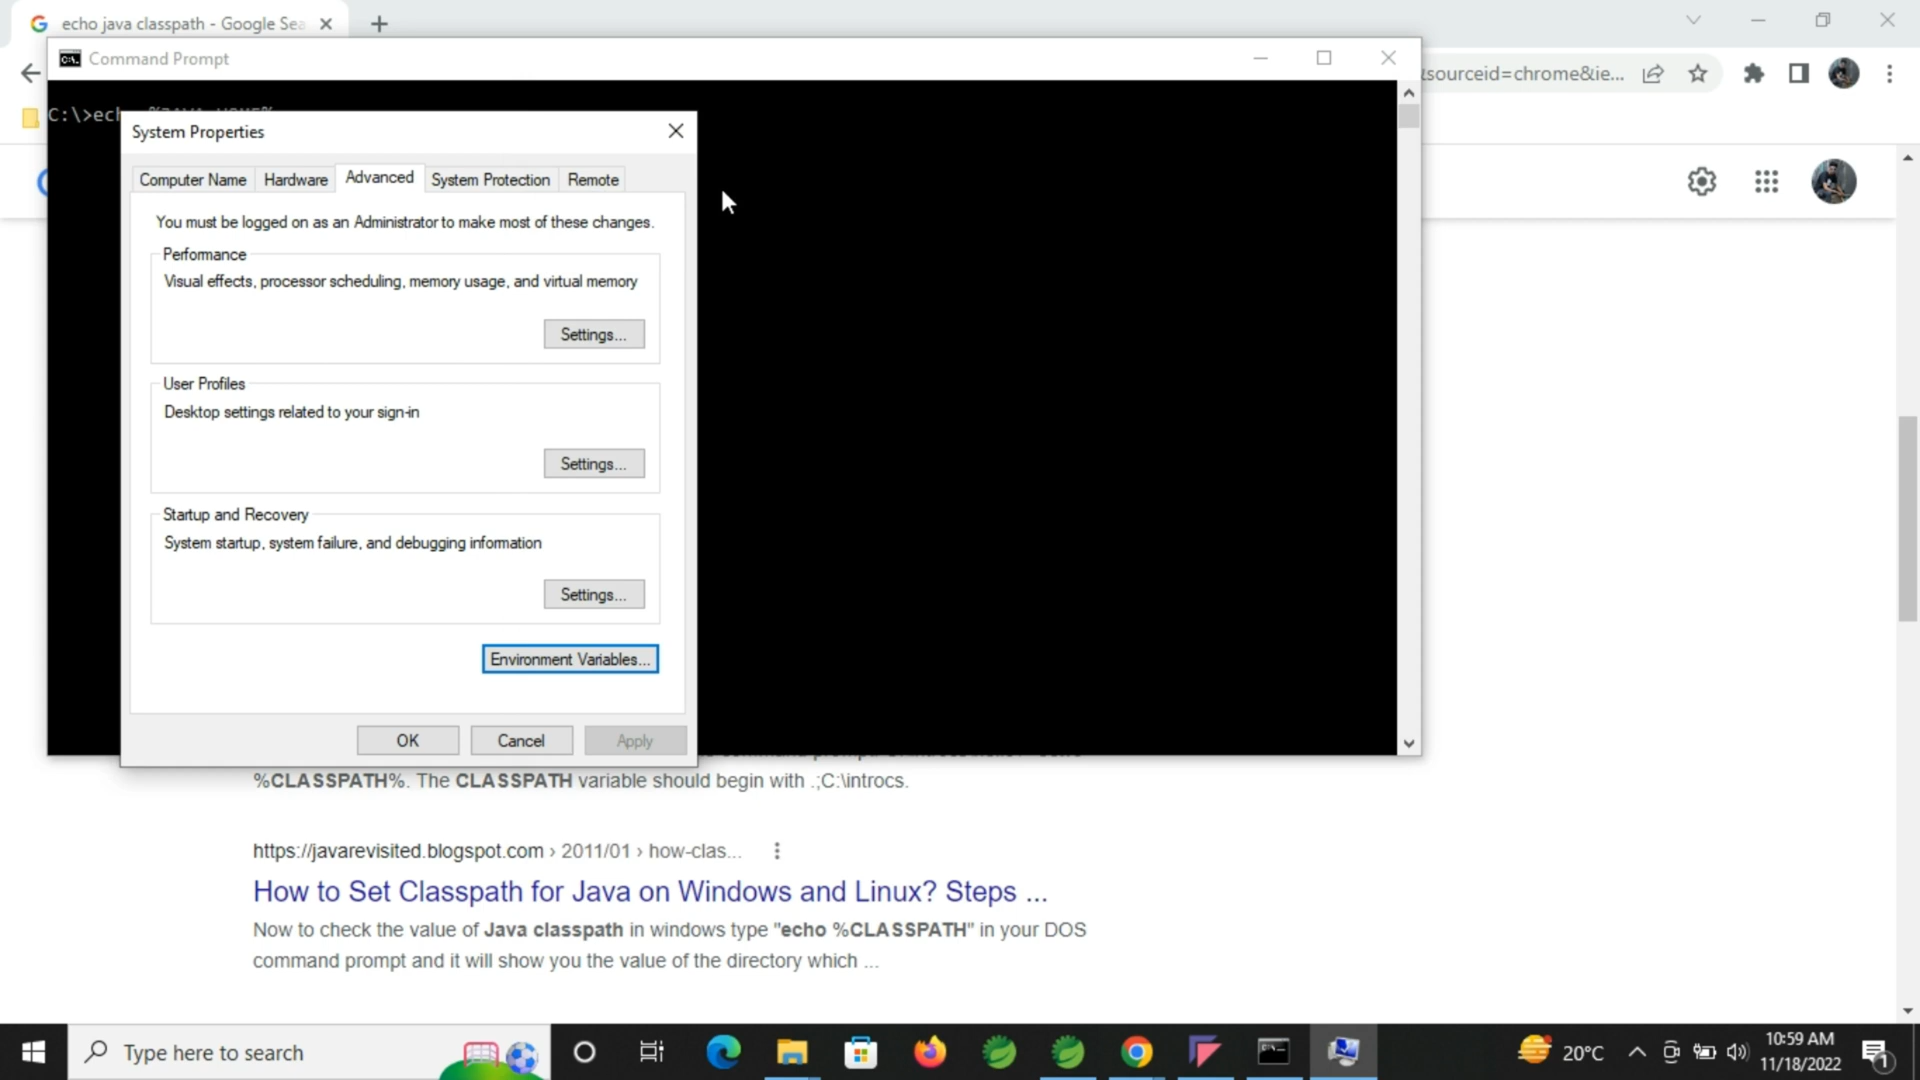 echo java classpath - Google Sea
Command Prompt
sourceid=chrome&ie...
C:\>echo %JAVA_HOME%
System Properties
Computer Name
Hardware
Advanced
System Protection
Remote
You must be logged on as an Administrator to make most of these changes.
Performance
Visual effects, processor scheduling, memory usage, and virtual memory
Settings...
User Profiles
Desktop settings related to your sign-in
Settings...
Startup and Recovery
System startup, system failure, and debugging information
Settings...
Environment Variables...
OK
Cancel
Apply
%CLASSPATH%. The CLASSPATH variable should begin with .;C:\introcs.
https://javarevisited.blogspot.com › 2011/01 › how-clas...
How to Set Classpath for Java on Windows and Linux? Steps ...
Now to check the value of Java classpath in windows type "echo %CLASSPATH" in your DOS
command prompt and it will show you the value of the directory which ...
Type here to search
20°C
10:59 AM
11/18/2022
1